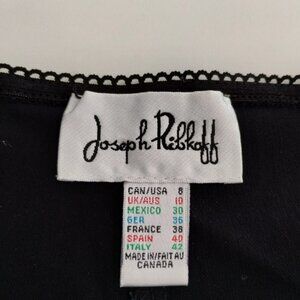 Joseph Ribkoff
CAN/USA 8
UK/AUS 10
MEXICO 30
GER 36
FRANCE 38
SPAIN 40
ITALY 42
MADE IN/FAIT AU
CANADA